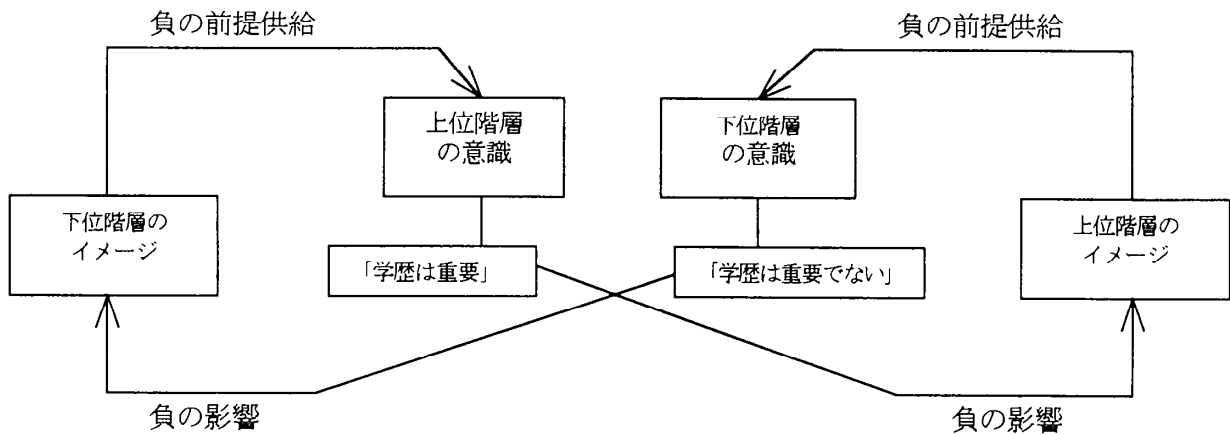 負の前提供給
負の前提供給
上位階層
の意識
下位階層
の意識
下位階層の
イメージ
上位階層の
イメージ
「学歴は重要」
「学歴は重要でない」
負の影響
負の影響